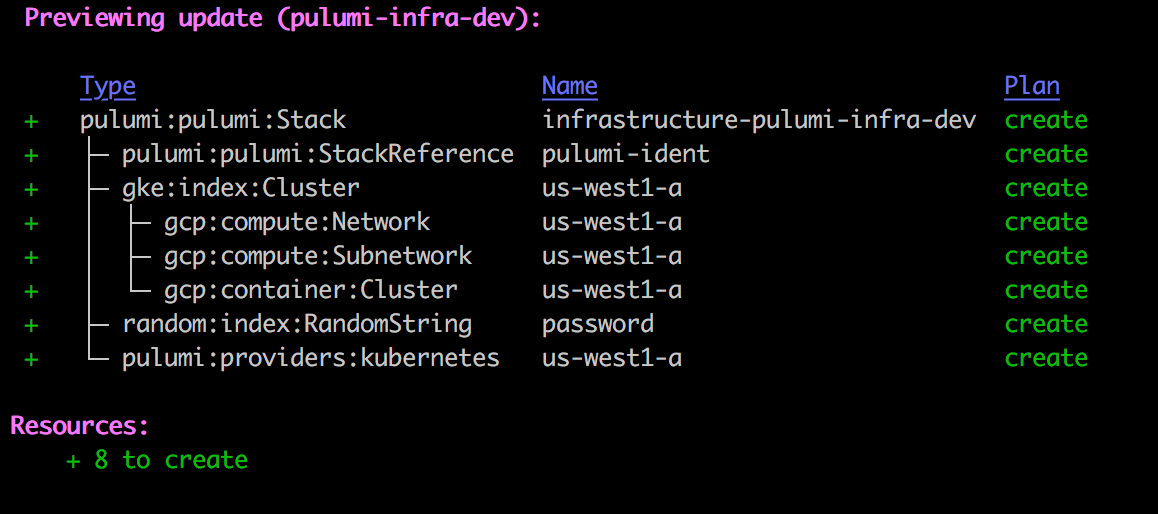 Previewing update (pulumi-infra-dev):
Type Name Plan
+ pulumi:pulumi:Stack infrastructure-pulumi-infra-dev create
+ ├─ pulumi:pulumi:StackReference pulumi-ident create
+ ├─ gke:index:Cluster us-west1-a create
+ │ ├─ gcp:compute:Network us-west1-a create
+ │ ├─ gcp:compute:Subnetwork us-west1-a create
+ │ └─ gcp:container:Cluster us-west1-a create
+ ├─ random:index:RandomString password create
+ └─ pulumi:providers:kubernetes us-west1-a create
Resources:
+ 8 to create